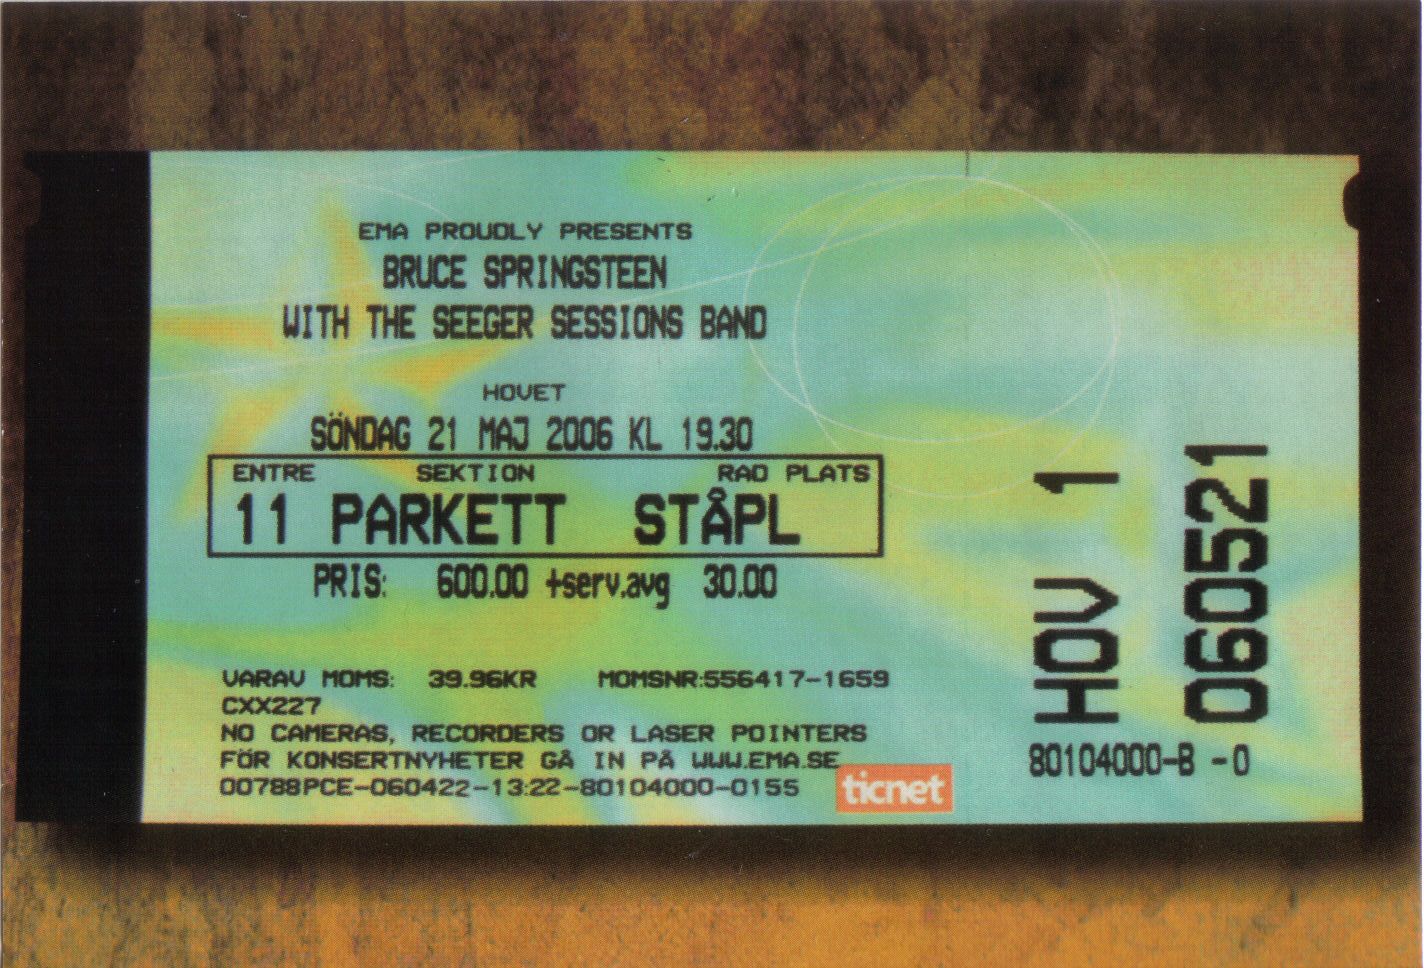 EMA PROUDLY PRESENTS
BRUCE SPRINGSTEEN
WITH THE SEEGER SESSIONS BAND
HOVET
SÖNDAG 21 MAJ 2006 KL 19.30
ENTRE SEKTION RAD PLATS
11 PARKETT STÅPL
PRIS: 600.00 +serv.avg 30.00
VARAV MOMS: 39.96KR MOMSNR:556417-1659
CXX227
NO CAMERAS, RECORDERS OR LASER POINTERS
FÖR KONSERTNYHETER GÅ IN PÅ WWW.EMA.SE
00788PCE-060422-13:22-80104000-0155
ticnet
HOV 1
060521
80104000-B -0